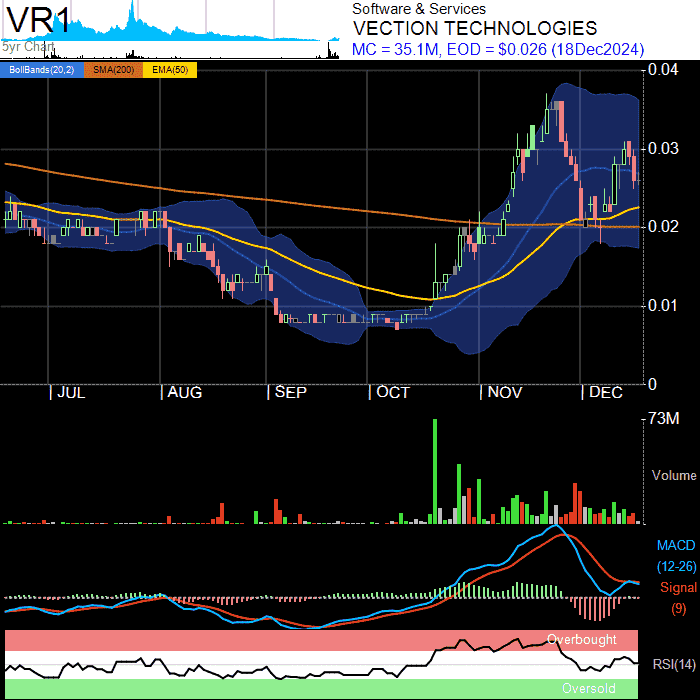 VR1
Software & Services
VECTION TECHNOLOGIES
MC = 35.1M, EOD = $0.026 (18Dec2024)
5yr Chart
BollBands(20,2) SMA(200) EMA(50)
0.04
0.03
0.02
0.01
0
JUL AUG SEP OCT NOV DEC
73M
Volume
MACD
(12-26)
Signal
(9)
Overbought
RSI(14)
Oversold